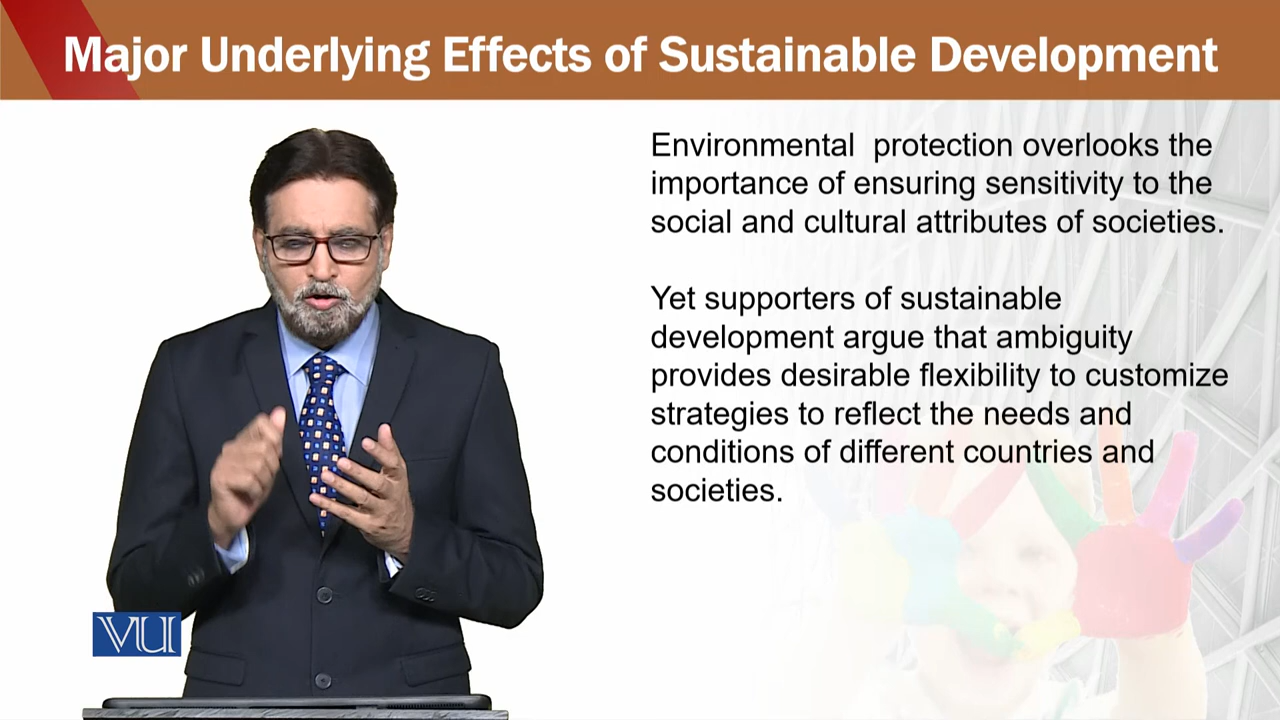 Major Underlying Effects of Sustainable Development
Environmental  protection overlooks the
importance of ensuring sensitivity to the
social and cultural attributes of societies.
Yet supporters of sustainable
development argue that ambiguity
provides desirable flexibility to customize
strategies to reflect the needs and
conditions of different countries and
societies.
VU